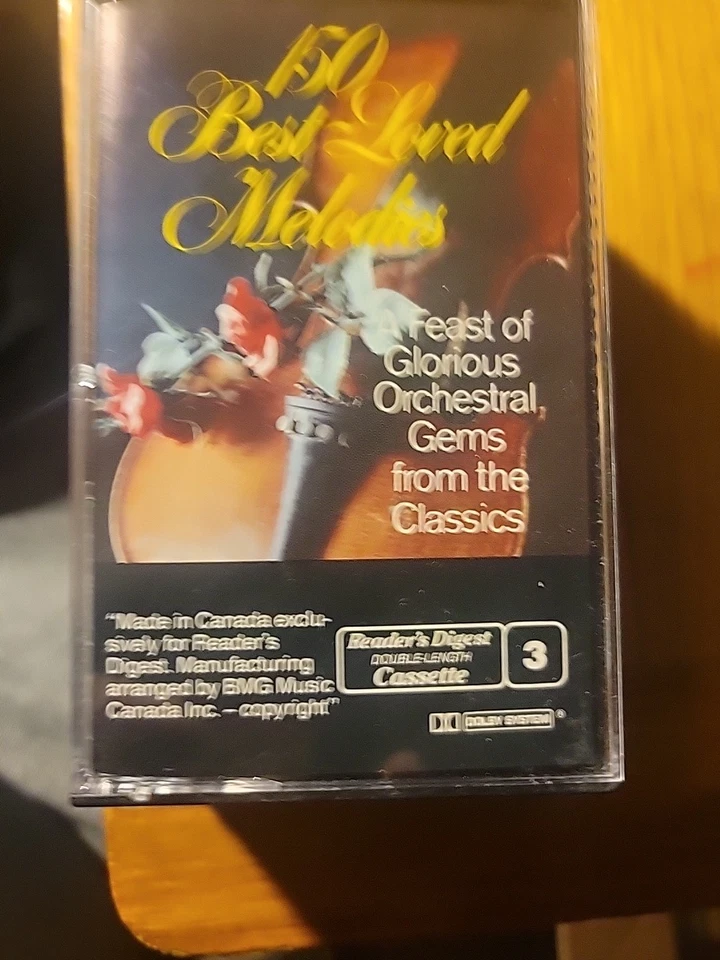 150
Best-Loved
Melodies
A Feast of
Glorious
Orchestral
Gems
from the
Classics
"Made in Canada exclu-
sively for Reader's
Digest. Manufacturing
arranged by BMG Music
Canada Inc. – copyright"
Reader's Digest
DOUBLE-LENGTH
Cassette
3
DOLBY SYSTEM ®